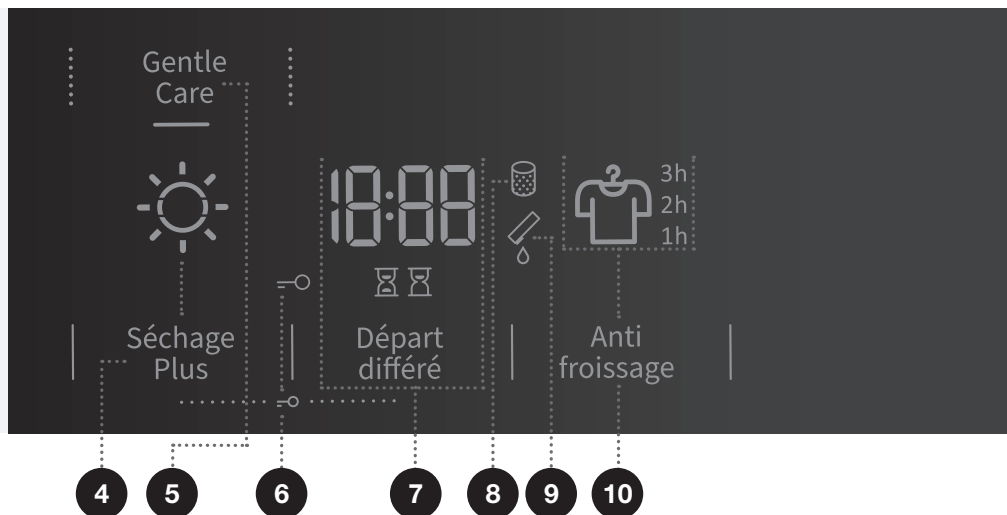 Gentle
Care
18:88
3h
2h
1h
Séchage
Plus
Départ
différé
Anti
froissage
4 5 6 7 8 9 10